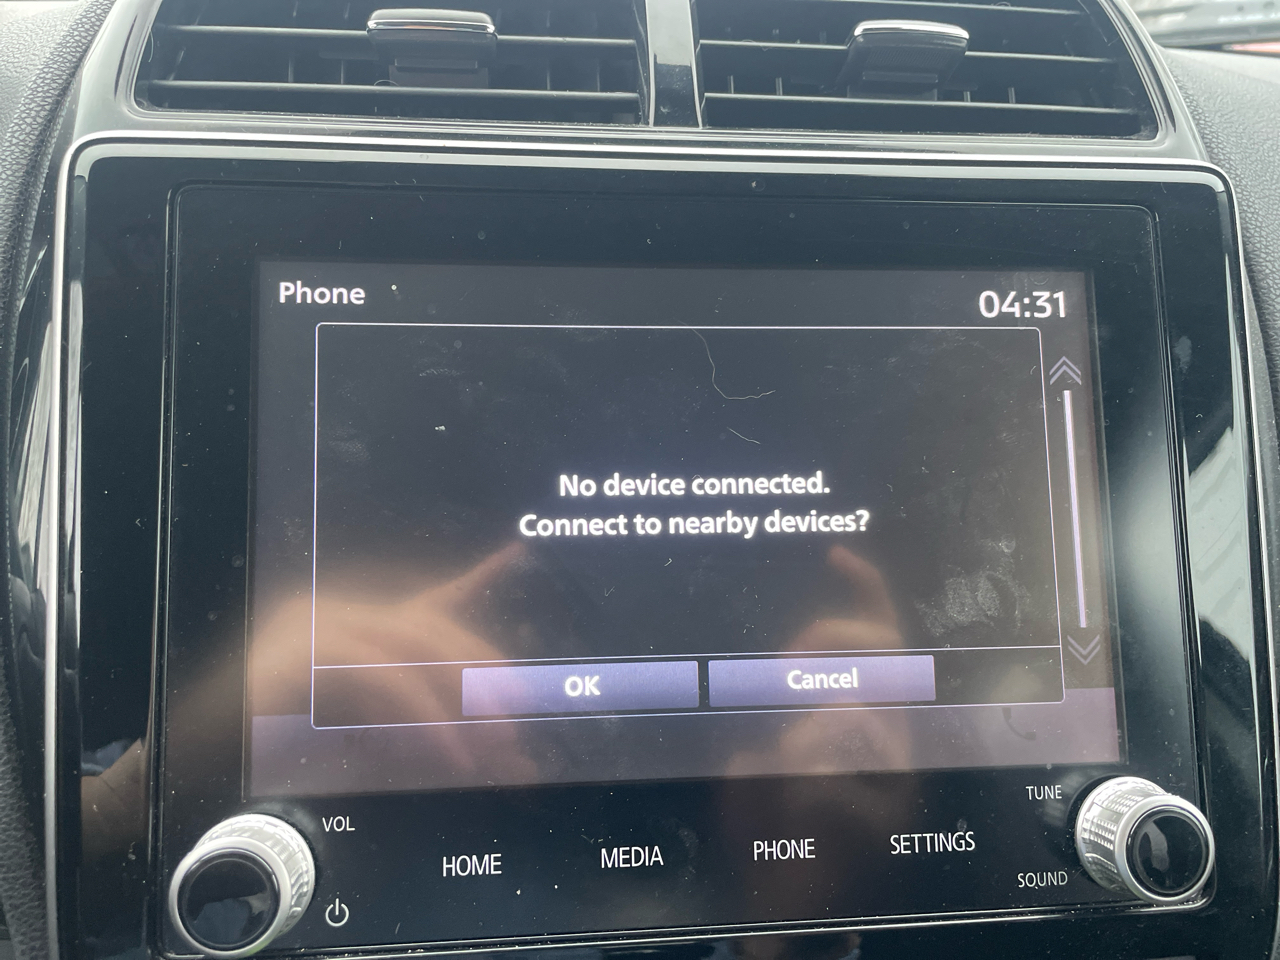 Phone
04:31
No device connected.
Connect to nearby devices?
OK
Cancel
VOL
HOME
MEDIA
PHONE
SETTINGS
TUNE
SOUND